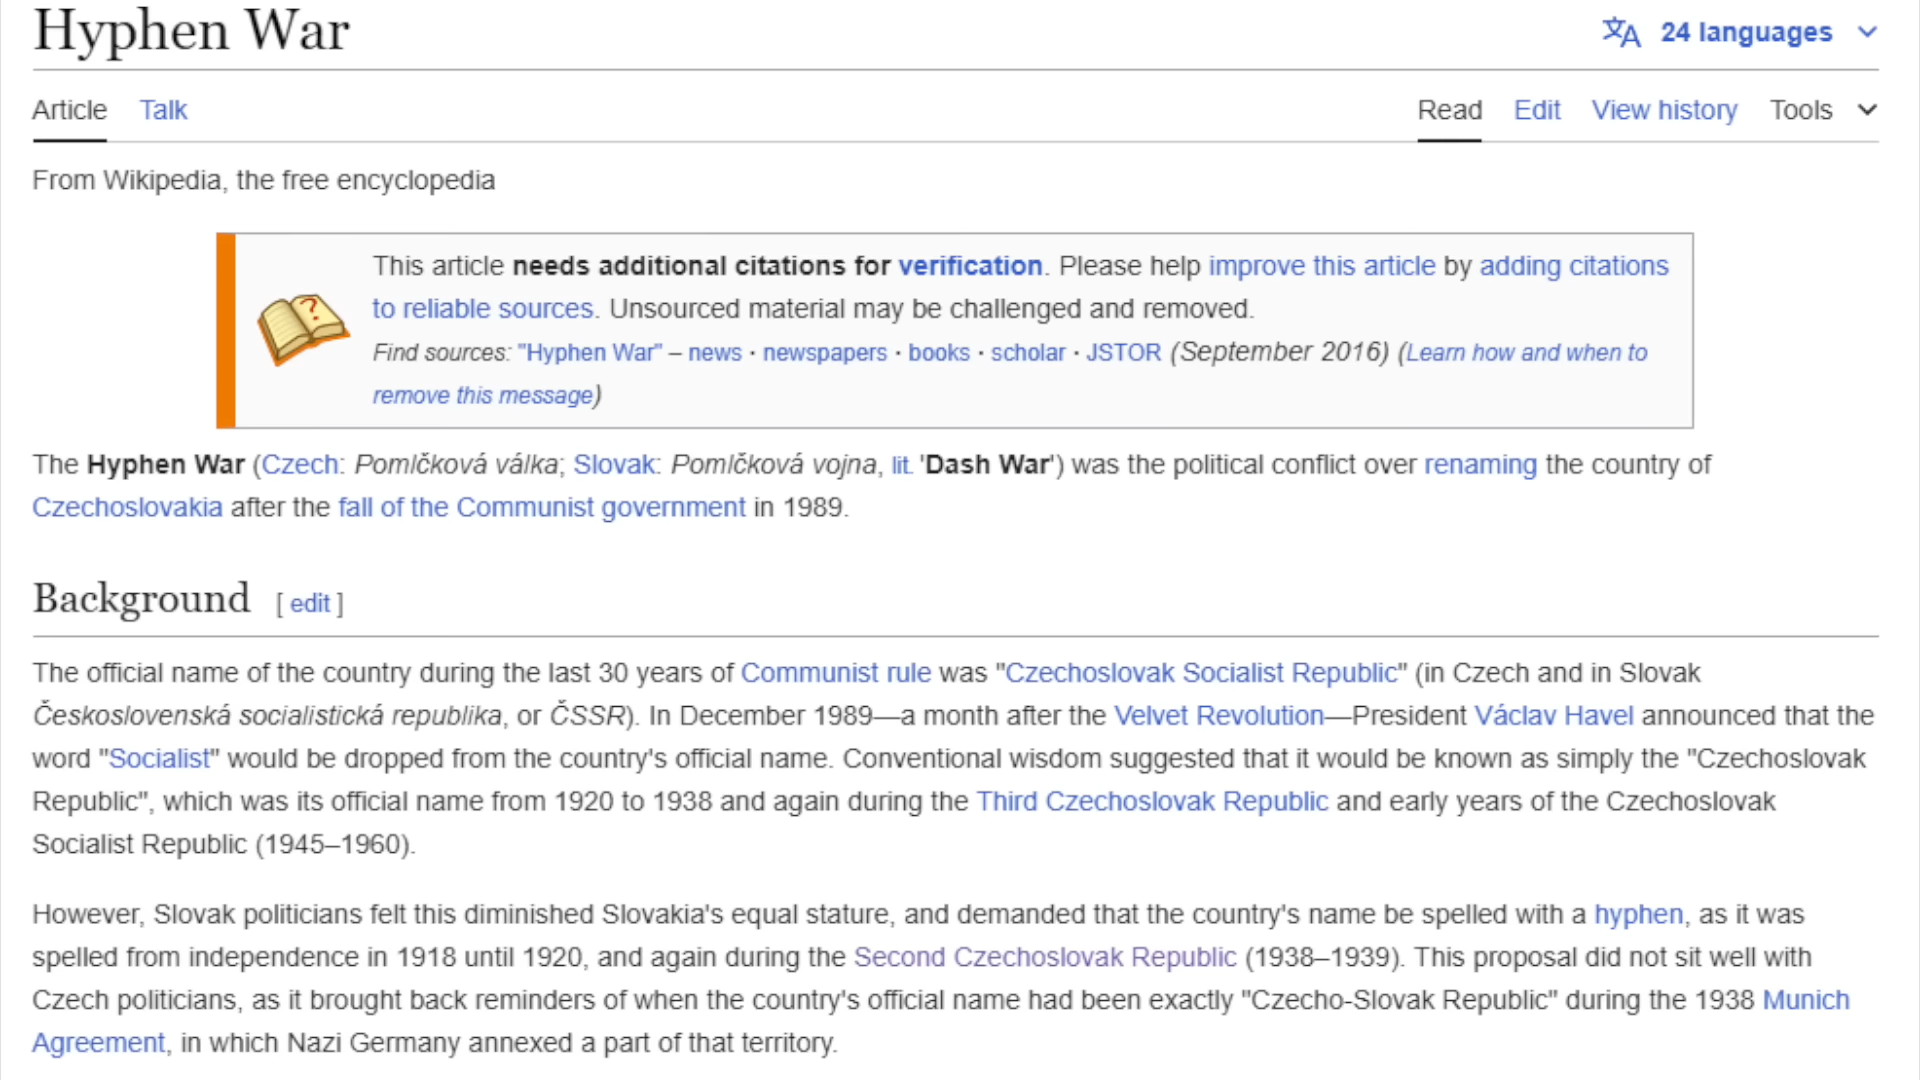 Hyphen War
24 languages
Article Talk Read Edit View history Tools
From Wikipedia, the free encyclopedia
This article needs additional citations for verification. Please help improve this article by adding citations
to reliable sources. Unsourced material may be challenged and removed.
Find sources: "Hyphen War" – news · newspapers · books · scholar · JSTOR (September 2016) (Learn how and when to
remove this message)
The Hyphen War (Czech: Pomlčková válka; Slovak: Pomlčková vojna, lit. 'Dash War') was the political conflict over renaming the country of
Czechoslovakia after the fall of the Communist government in 1989.
Background [ edit ]
The official name of the country during the last 30 years of Communist rule was "Czechoslovak Socialist Republic" (in Czech and in Slovak
Československá socialistická republika, or ČSSR). In December 1989—a month after the Velvet Revolution—President Václav Havel announced that the
word "Socialist" would be dropped from the country's official name. Conventional wisdom suggested that it would be known as simply the "Czechoslovak
Republic", which was its official name from 1920 to 1938 and again during the Third Czechoslovak Republic and early years of the Czechoslovak
Socialist Republic (1945–1960).
However, Slovak politicians felt this diminished Slovakia's equal stature, and demanded that the country's name be spelled with a hyphen, as it was
spelled from independence in 1918 until 1920, and again during the Second Czechoslovak Republic (1938–1939). This proposal did not sit well with
Czech politicians, as it brought back reminders of when the country's official name had been exactly "Czecho-Slovak Republic" during the 1938 Munich
Agreement, in which Nazi Germany annexed a part of that territory.